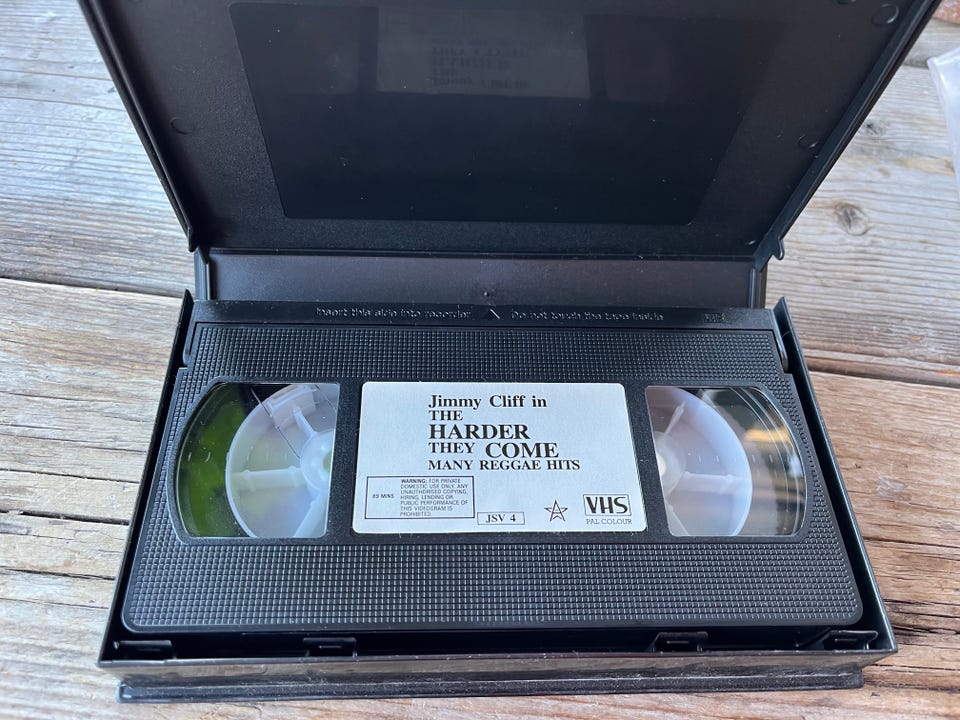 Insert this side into recorder
Do not touch the tape inside
Jimmy Cliff in
THE
HARDER
THEY COME
MANY REGGAE HITS
89 MINS
WARNING: FOR PRIVATE
DOMESTIC USE ONLY. ANY
UNAUTHORISED COPYING,
HIRING, LENDING OR
PUBLIC PERFORMANCE OF
THIS VIDEOGRAM IS
PROHIBITED.
JSV 4
VHS
PAL COLOUR